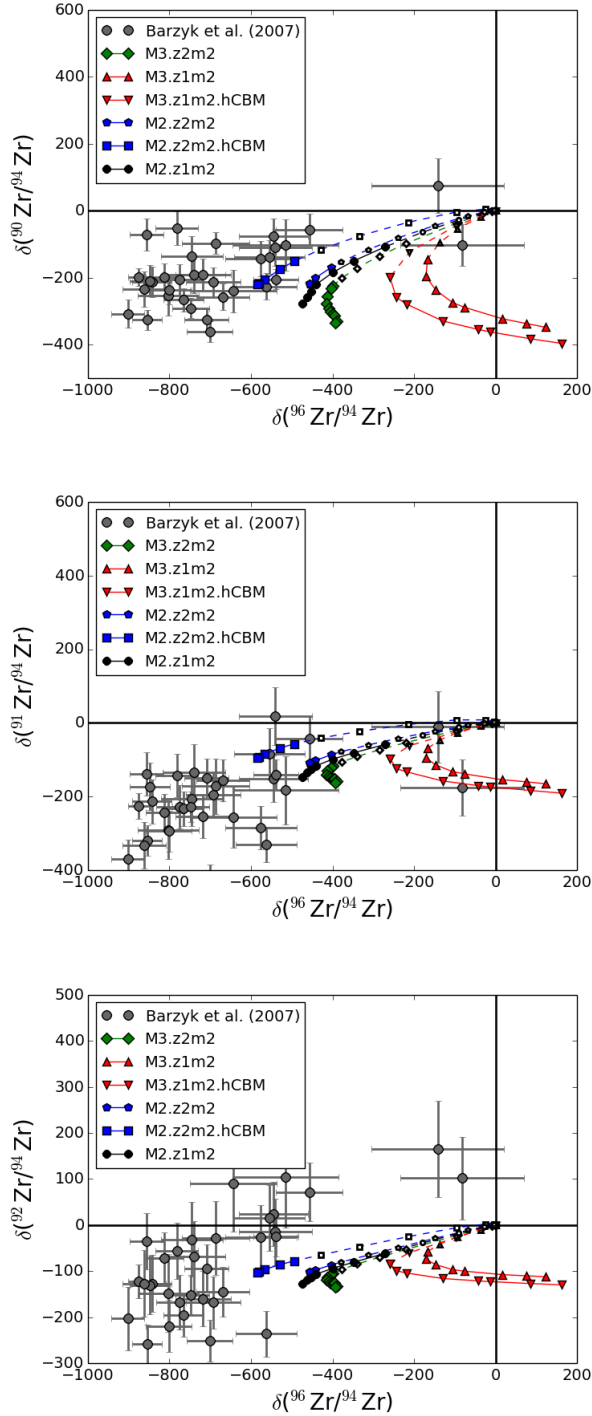 600
400
200
0
−200
−400
δ(⁹⁰Zr/⁹⁴Zr)
Barzyk et al. (2007)
M3.z2m2
M3.z1m2
M3.z1m2.hCBM
M2.z2m2
M2.z2m2.hCBM
M2.z1m2
−500
−1000 −800 −600 −400 −200 0 200
δ(⁹⁶Zr/⁹⁴Zr)
600
400
200
0
−200
−400
δ(⁹¹Zr/⁹⁴Zr)
Barzyk et al. (2007)
M3.z2m2
M3.z1m2
M3.z1m2.hCBM
M2.z2m2
M2.z2m2.hCBM
M2.z1m2
−1000 −800 −600 −400 −200 0 200
δ(⁹⁶Zr/⁹⁴Zr)
500
400
300
200
100
0
−100
−200
−300
δ(⁹²Zr/⁹⁴Zr)
Barzyk et al. (2007)
M3.z2m2
M3.z1m2
M3.z1m2.hCBM
M2.z2m2
M2.z2m2.hCBM
M2.z1m2
−1000 −800 −600 −400 −200 0 200
δ(⁹⁶Zr/⁹⁴Zr)